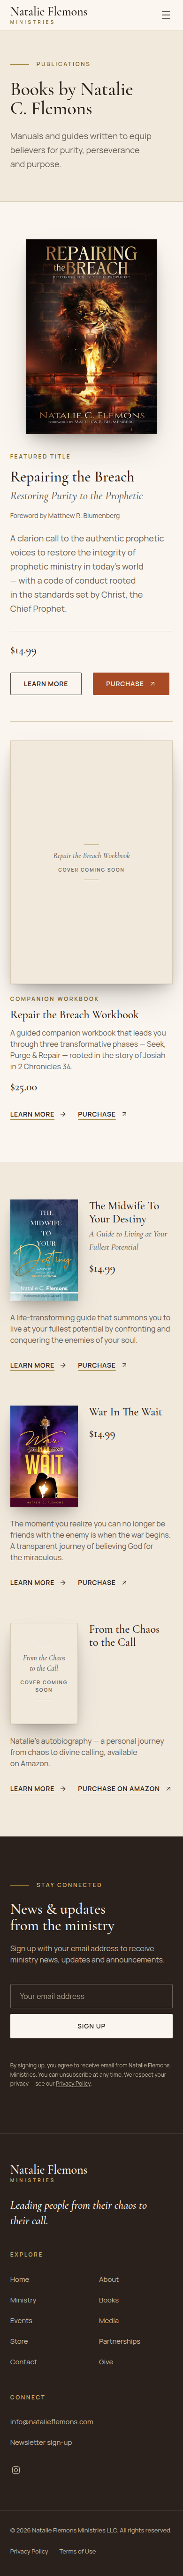 Natalie Flemons
MINISTRIES
PUBLICATIONS
Books by Natalie
C. Flemons
Manuals and guides written to equip
believers for purity, perseverance
and purpose.
REPAIRING
the BREACH
NATALIE C. FLEMONS
FOREWORD BY MATTHEW R. BLUMENBERG
FEATURED TITLE
Repairing the Breach
Restoring Purity to the Prophetic
Foreword by Matthew R. Blumenberg
A clarion call to the authentic prophetic
voices to restore the integrity of
prophetic ministry in today's world
— with a code of conduct rooted
in the standards set by Christ, the
Chief Prophet.
$14.99
LEARN MORE
PURCHASE
Repair the Breach Workbook
COVER COMING SOON
COMPANION WORKBOOK
Repair the Breach Workbook
A guided companion workbook that leads you
through three transformative phases — Seek,
Purge & Repair — rooted in the story of Josiah
in 2 Chronicles 34.
$25.00
LEARN MORE
PURCHASE
THE
MIDWIFE
TO
YOUR
Destiny
Natalie C. Flemons
The Midwife To
Your Destiny
A Guide to Living at Your
Fullest Potential
$14.99
A life-transforming guide that summons you to
live at your fullest potential by confronting and
conquering the enemies of your soul.
LEARN MORE
PURCHASE
War
in the
WAIT
NATALIE C. FLEMONS
War In The Wait
$14.99
The moment you realize you can no longer be
friends with the enemy is when the war begins.
A transparent journey of believing God for
the miraculous.
LEARN MORE
PURCHASE
From the Chaos
to the Call
COVER COMING
SOON
From the Chaos
to the Call
Natalie's autobiography — a personal journey
from chaos to divine calling, available
on Amazon.
LEARN MORE
PURCHASE ON AMAZON
STAY CONNECTED
News & updates
from the ministry
Sign up with your email address to receive
ministry news, updates and announcements.
Your email address
SIGN UP
By signing up, you agree to receive email from Natalie Flemons
Ministries. You can unsubscribe at any time. We respect your
privacy — see our Privacy Policy.
Natalie Flemons
MINISTRIES
Leading people from their chaos to
their call.
EXPLORE
Home
About
Ministry
Books
Events
Media
Store
Partnerships
Contact
Give
CONNECT
info@natalieflemons.com
Newsletter sign-up
© 2026 Natalie Flemons Ministries LLC. All rights reserved.
Privacy Policy
Terms of Use